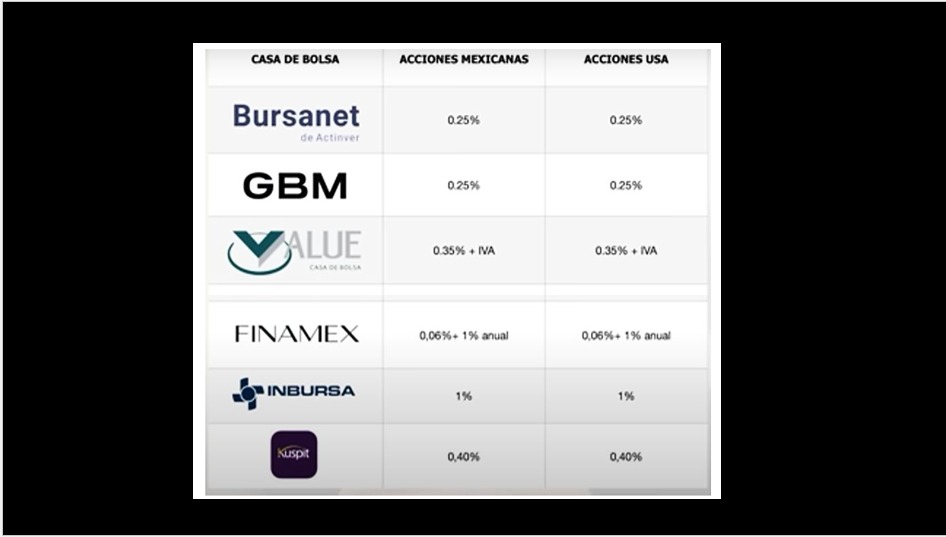 CASA DE BOLSA ACCIONES MEXICANAS ACCIONES USA
Bursanet
de Actinver
0.25% 0.25%
GBM 0.25% 0.25%
VALUE
CASA DE BOLSA
0.35% + IVA 0.35% + IVA
FINAMEX 0,06%+ 1% anual 0,06%+ 1% anual
INBURSA 1% 1%
Kuspit 0,40% 0,40%